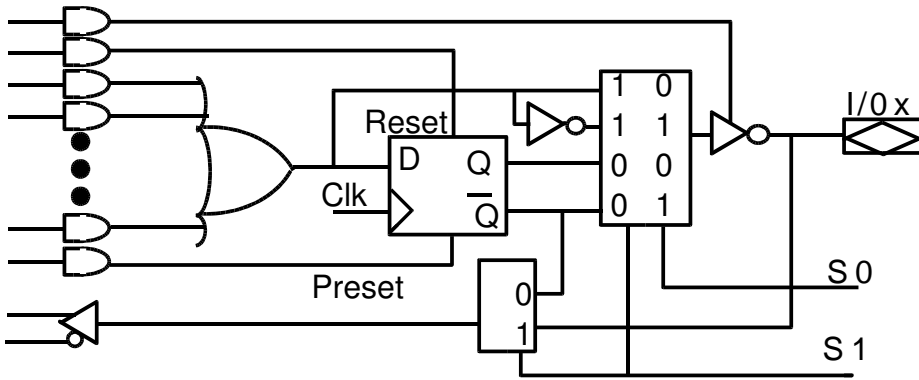 I/0 x
1 0
Reset
1 1
D Q
0 0
Clk
Q
0 1
S 0
Preset
0
1
S 1